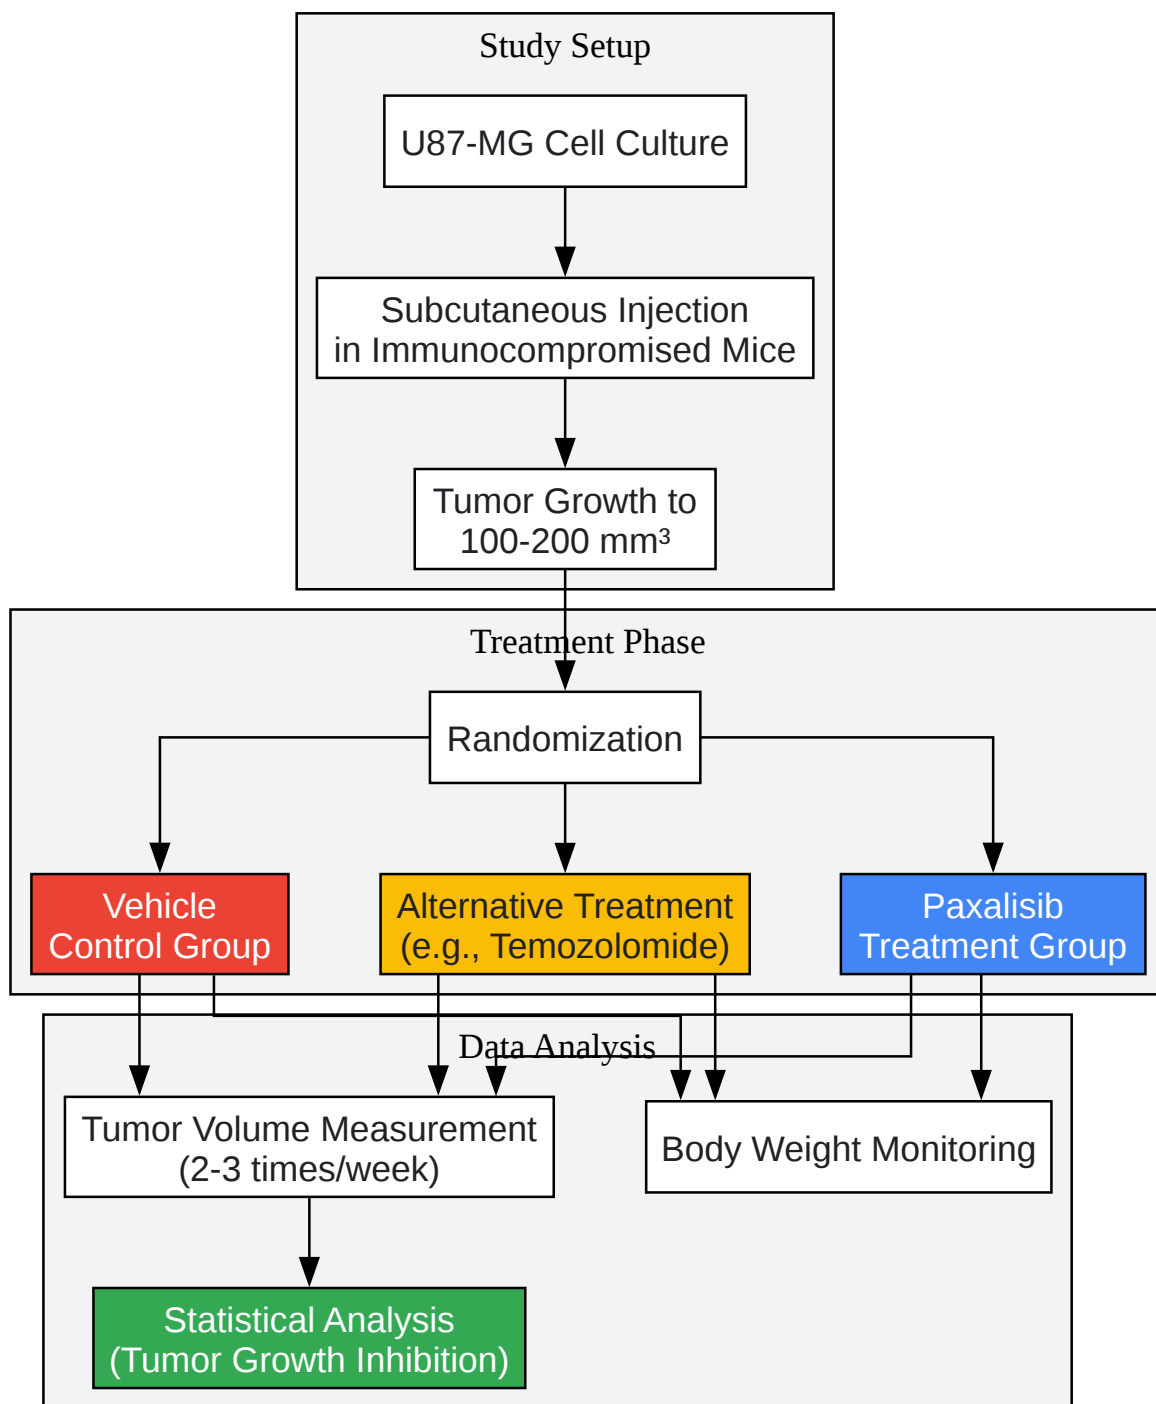 Study Setup
U87-MG Cell Culture
Subcutaneous Injection
in Immunocompromised Mice
Tumor Growth to
100-200 mm³
Treatment Phase
Randomization
Vehicle
Control Group
Alternative Treatment
(e.g., Temozolomide)
Paxalisib
Treatment Group
Data Analysis
Tumor Volume Measurement
(2-3 times/week)
Body Weight Monitoring
Statistical Analysis
(Tumor Growth Inhibition)